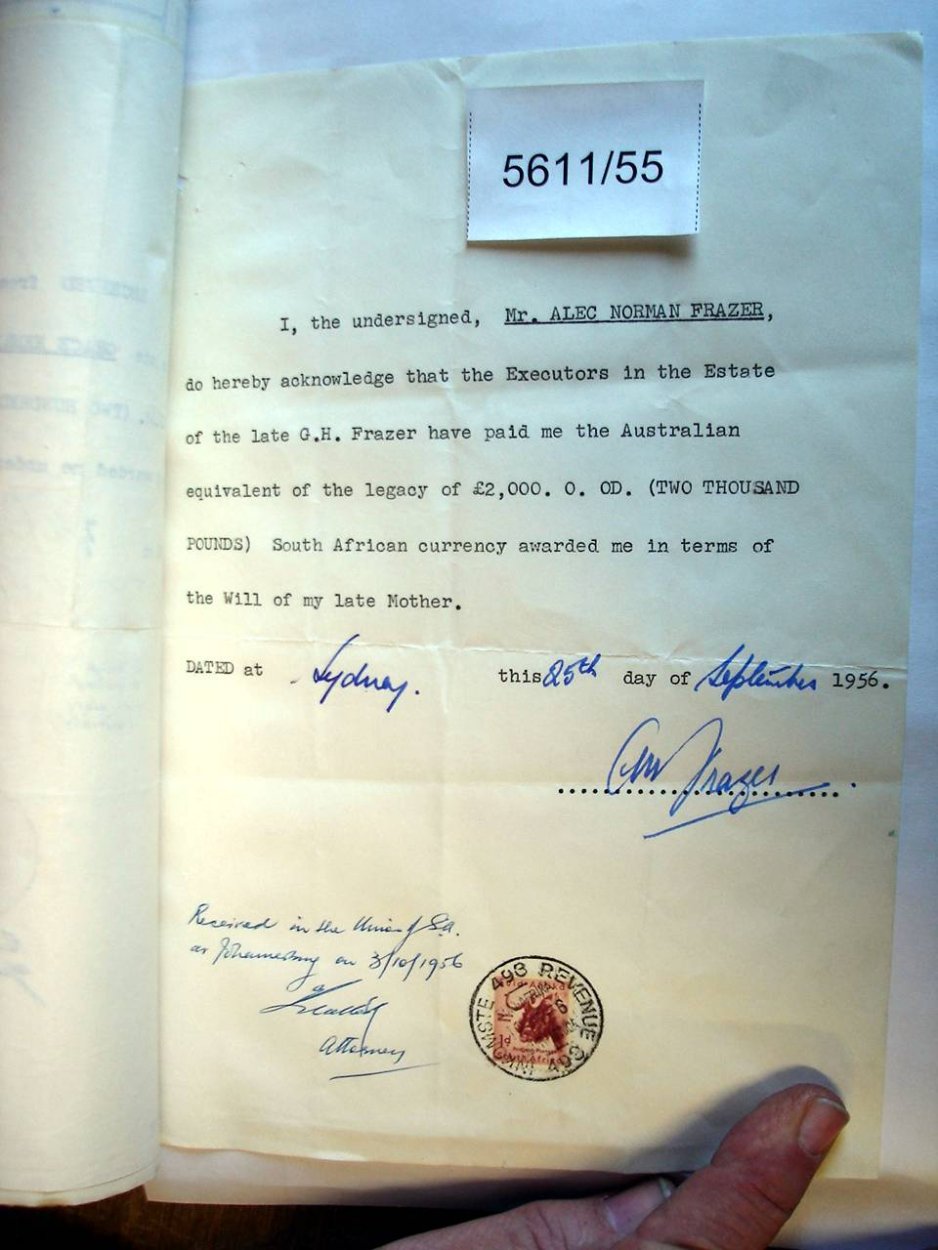 5611/55
I, the undersigned, Mr. ALEC NORMAN FRAZER,
do hereby acknowledge that the Executors in the Estate
of the late G.H. Frazer have paid me the Australian
equivalent of the legacy of £2,000. O. OD. (TWO THOUSAND
POUNDS) South African currency awarded me in terms of
the Will of my late Mother.
DATED at Sydney. this 25th day of September 1956.
Frazer
Received in the Union of S.A.
at Johannesburg on 3/10/1956
Attorney
493 REVENUE
INKOMSTE